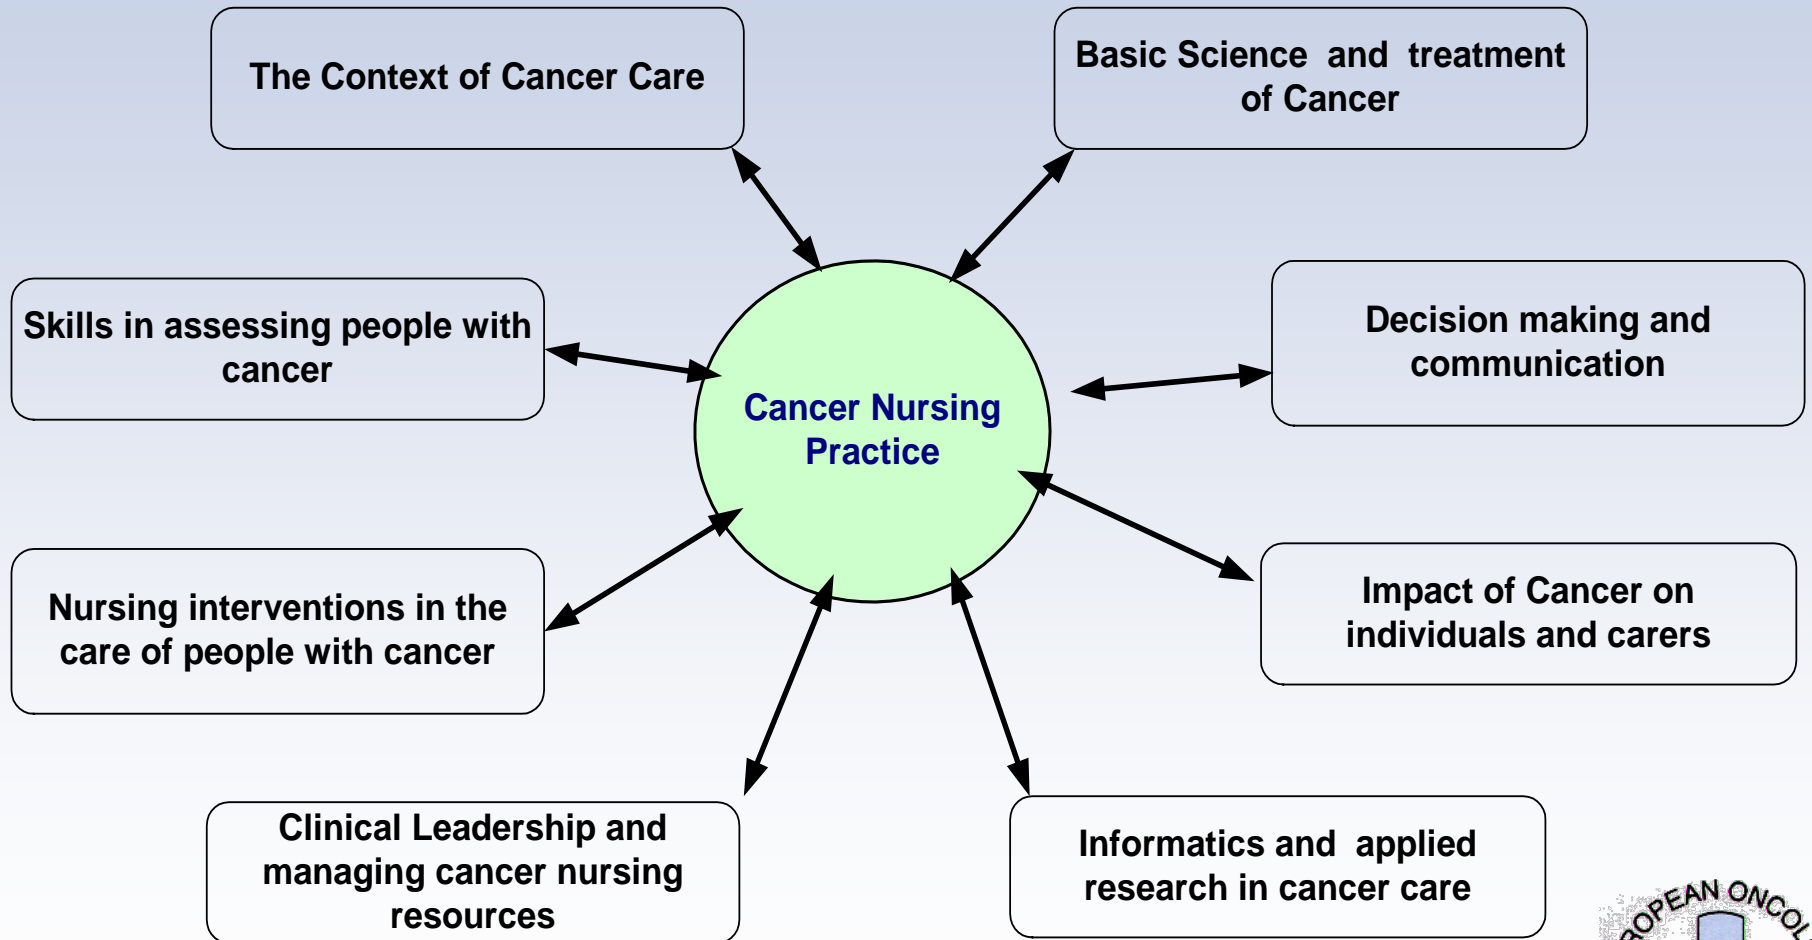 The Context of Cancer Care
Basic Science and treatment
of Cancer
Skills in assessing people with
cancer
Decision making and
communication
Cancer Nursing
Practice
Nursing interventions in the
care of people with cancer
Impact of Cancer on
individuals and carers
Clinical Leadership and
managing cancer nursing
resources
Informatics and applied
research in cancer care